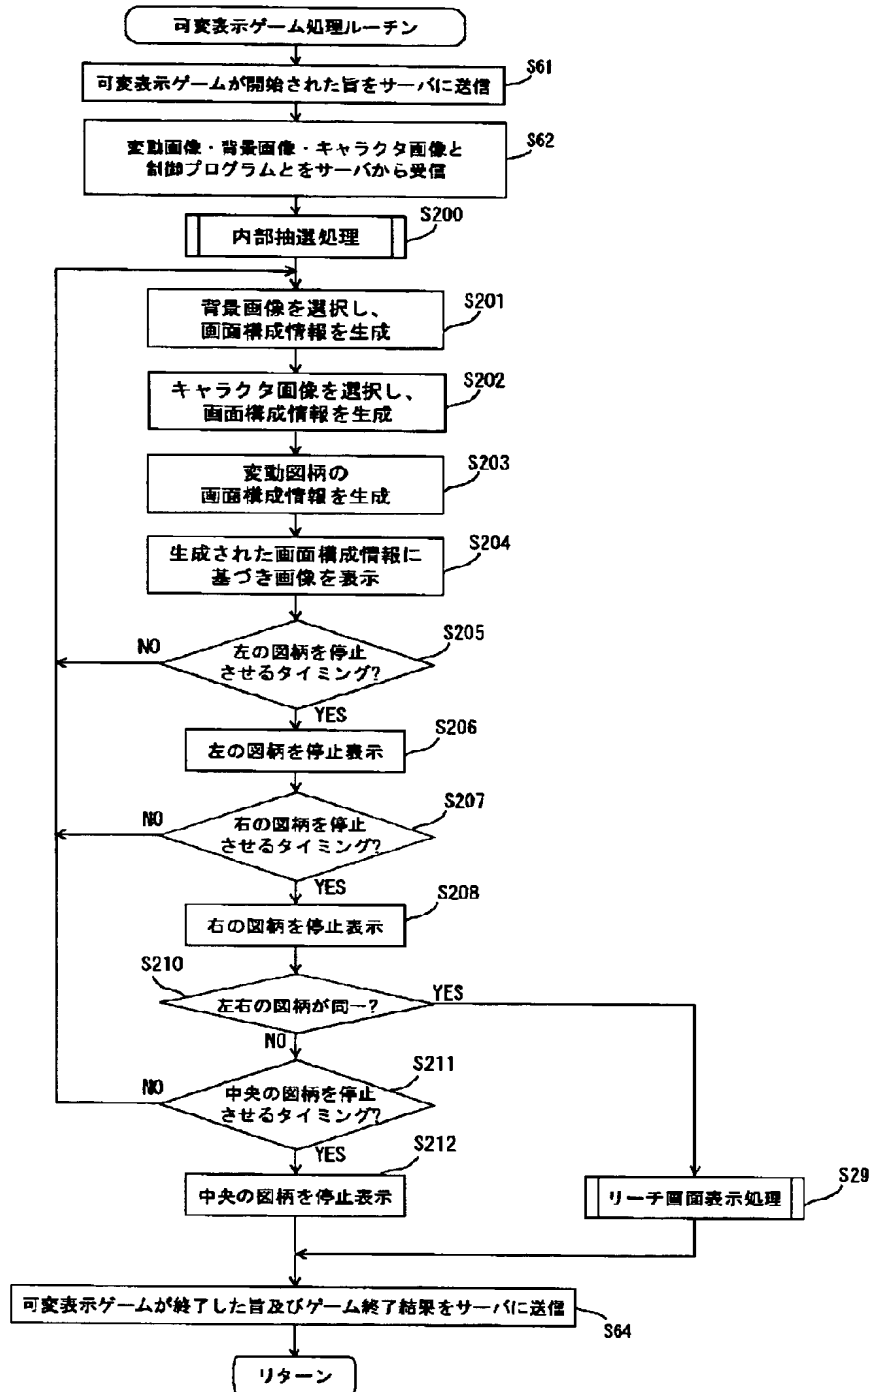 可変表示ゲーム処理ルーチン
S61
可変表示ゲームが開始された旨をサーバに送信
S62
変動画像・背景画像・キャラクタ画像と
制御プログラムとをサーバから受信
S200
内部抽選処理
S201
背景画像を選択し、
画面構成情報を生成
S202
キャラクタ画像を選択し、
画面構成情報を生成
S203
変動図柄の
画面構成情報を生成
S204
生成された画面構成情報に
基づき画像を表示
S205
NO
左の図柄を停止
させるタイミング?
YES
S206
左の図柄を停止表示
S207
NO
右の図柄を停止
させるタイミング?
YES
S208
右の図柄を停止表示
S210
左右の図柄が同一?
YES
NO
S211
NO
中央の図柄を停止
させるタイミング?
YES
S212
中央の図柄を停止表示
S29
リーチ画面表示処理
可変表示ゲームが終了した旨及びゲーム終了結果をサーバに送信
S64
リターン